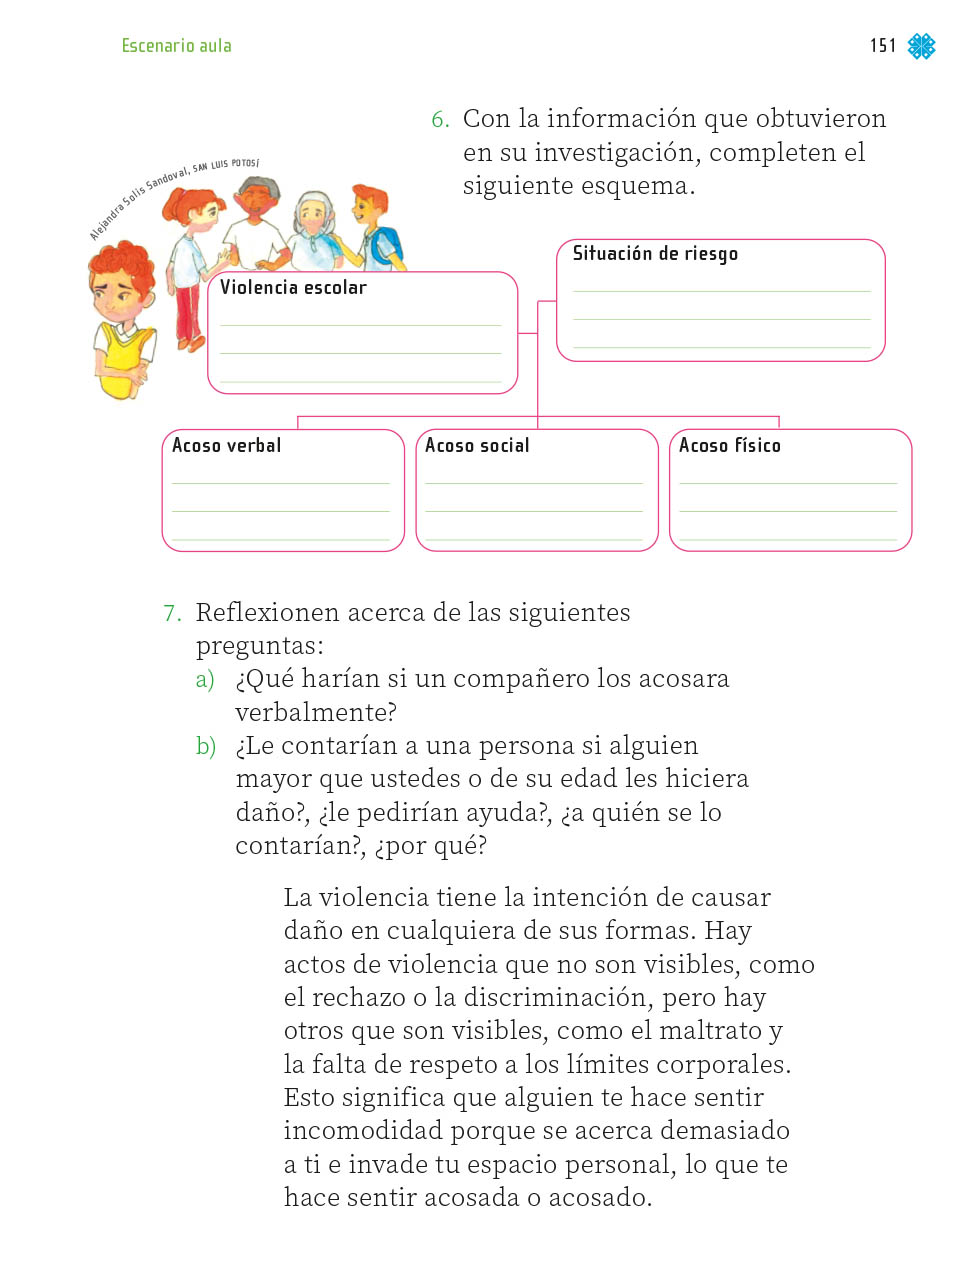 Escenario aula
151
6. Con la información que obtuvieron
en su investigación, completen el
siguiente esquema.
Alejandra Solís Sandoval, SAN LUIS POTOSÍ
Situación de riesgo
Violencia escolar
Acoso verbal
Acoso social
Acoso físico
7. Reflexionen acerca de las siguientes
preguntas:
a) ¿Qué harían si un compañero los acosara
verbalmente?
b) ¿Le contarían a una persona si alguien
mayor que ustedes o de su edad les hiciera
daño?, ¿le pedirían ayuda?, ¿a quién se lo
contarían?, ¿por qué?
La violencia tiene la intención de causar
daño en cualquiera de sus formas. Hay
actos de violencia que no son visibles, como
el rechazo o la discriminación, pero hay
otros que son visibles, como el maltrato y
la falta de respeto a los límites corporales.
Esto significa que alguien te hace sentir
incomodidad porque se acerca demasiado
a ti e invade tu espacio personal, lo que te
hace sentir acosada o acosado.